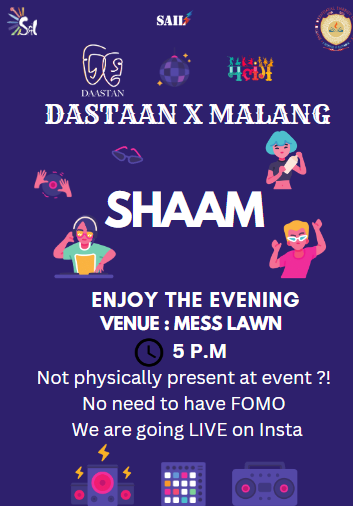 SAIL
DAASTAN
DASTAAN X MALANG
SHAAM
ENJOY THE EVENING
VENUE : MESS LAWN
5 P.M
Not physically present at event ?!
No need to have FOMO
We are going LIVE on Insta